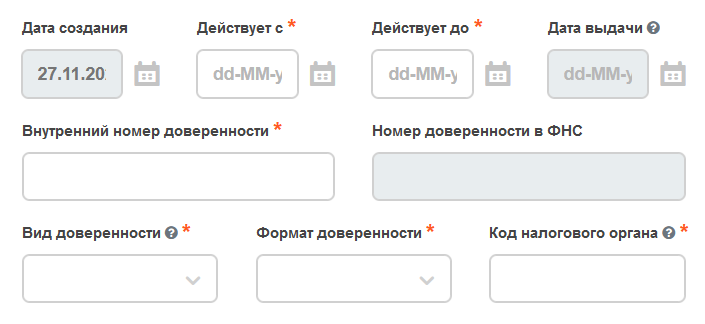 Дата создания Действует с * Действует до * Дата выдачи ?
27.11.20 dd-MM-y dd-MM-y dd-MM-y
Внутренний номер доверенности * Номер доверенности в ФНС
Вид доверенности ? * Формат доверенности * Код налогового органа ? *